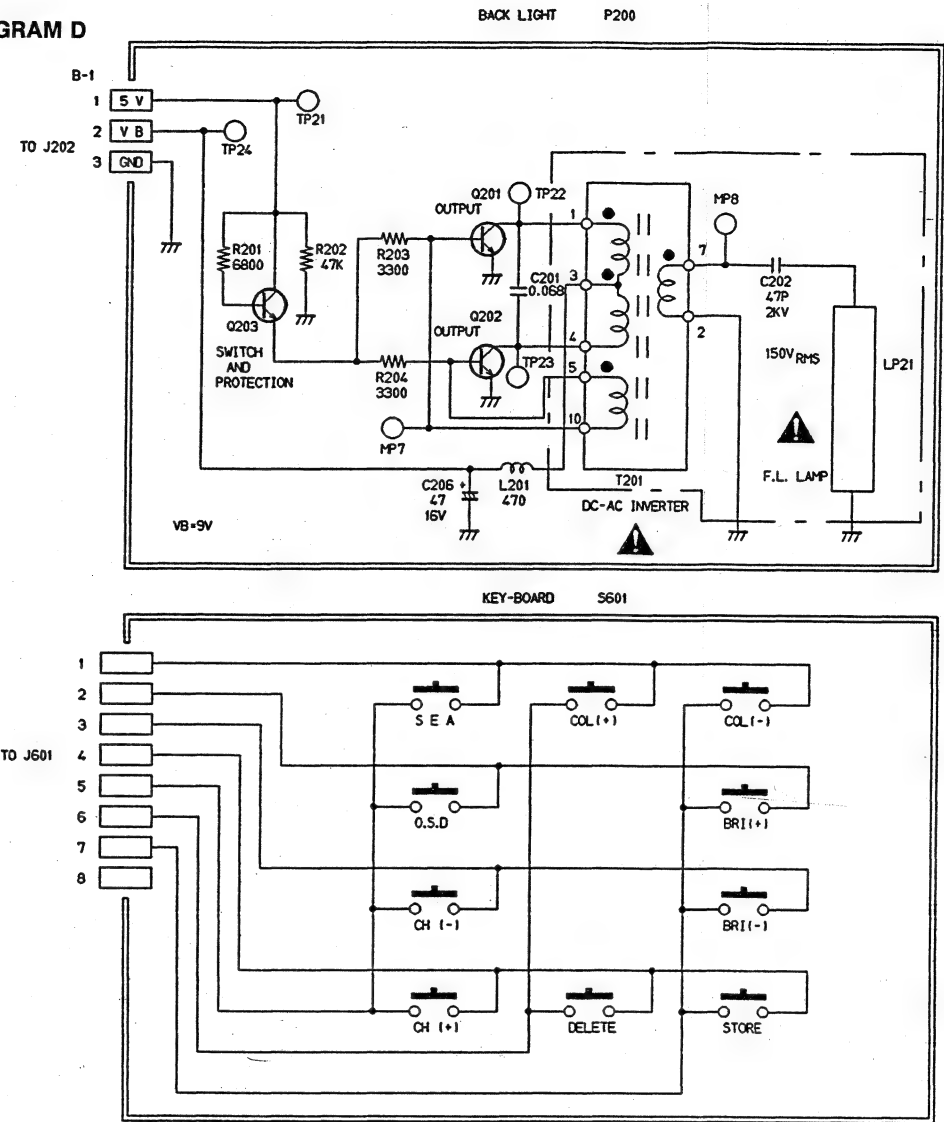 GRAM D
BACK LIGHT P200
B-1
1 5 V
TP21
2 V B
TP24
TO J202
3 GND
Q201
TP22
OUTPUT
1
MP8
R201
6800
R202
47K
R203
3300
7
C201
0.068
3
C202
47P
2KV
Q203
Q202
OUTPUT
4
2
SWITCH
AND
PROTECTION
TP23
5
150V RMS
LP21
R204
3300
10
MP7
F.L. LAMP
C206 +
47
16V
L201
470
T201
DC-AC INVERTER
VB=9V
KEY-BOARD S601
1
2
S E A
COL(+)
COL(-)
3
TO J601
4
5
6
O.S.D
BRI(+)
7
8
CH (-)
BRI(-)
CH (+)
DELETE
STORE